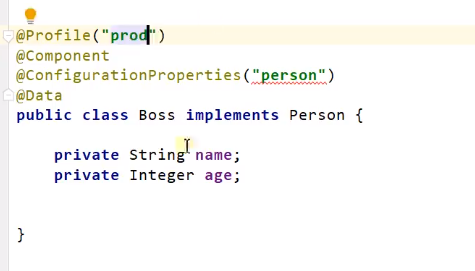 @Profile("prod")
@Component
@ConfigurationProperties("person")
@Data
public class Boss implements Person {
private String name;
private Integer age;
}